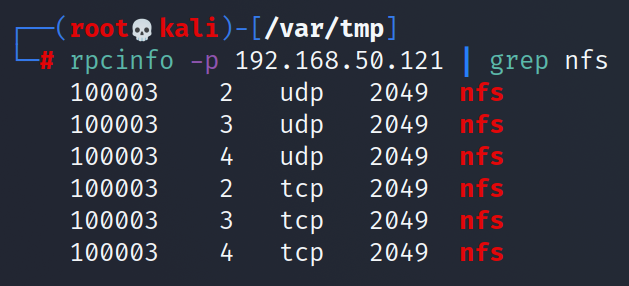 ┌──(root💀kali)-[/var/tmp]
└─# rpcinfo -p 192.168.50.121 | grep nfs
100003 2 udp 2049 nfs
100003 3 udp 2049 nfs
100003 4 udp 2049 nfs
100003 2 tcp 2049 nfs
100003 3 tcp 2049 nfs
100003 4 tcp 2049 nfs